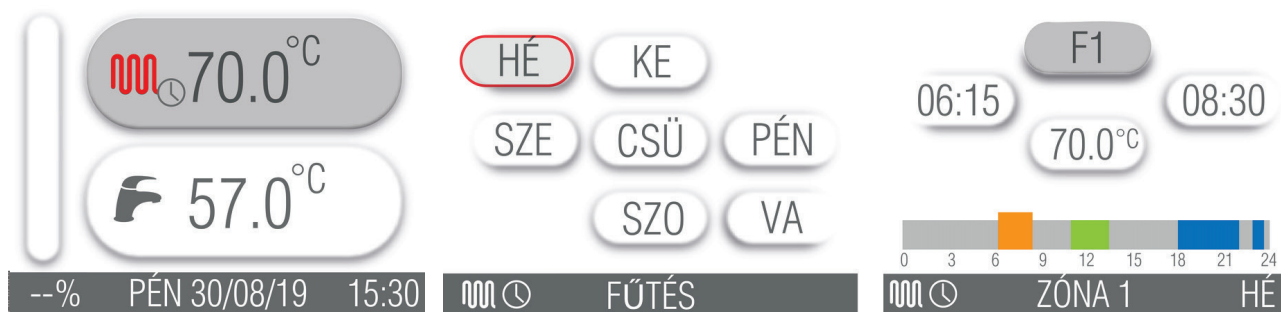 70.0°C
57.0°C
--% PÉN 30/08/19 15:30
HÉ KE
SZE CSÜ PÉN
SZO VA
FŰTÉS
F1
06:15 08:30
70.0°C
0 3 6 9 12 15 18 21 24
ZÓNA 1 HÉ